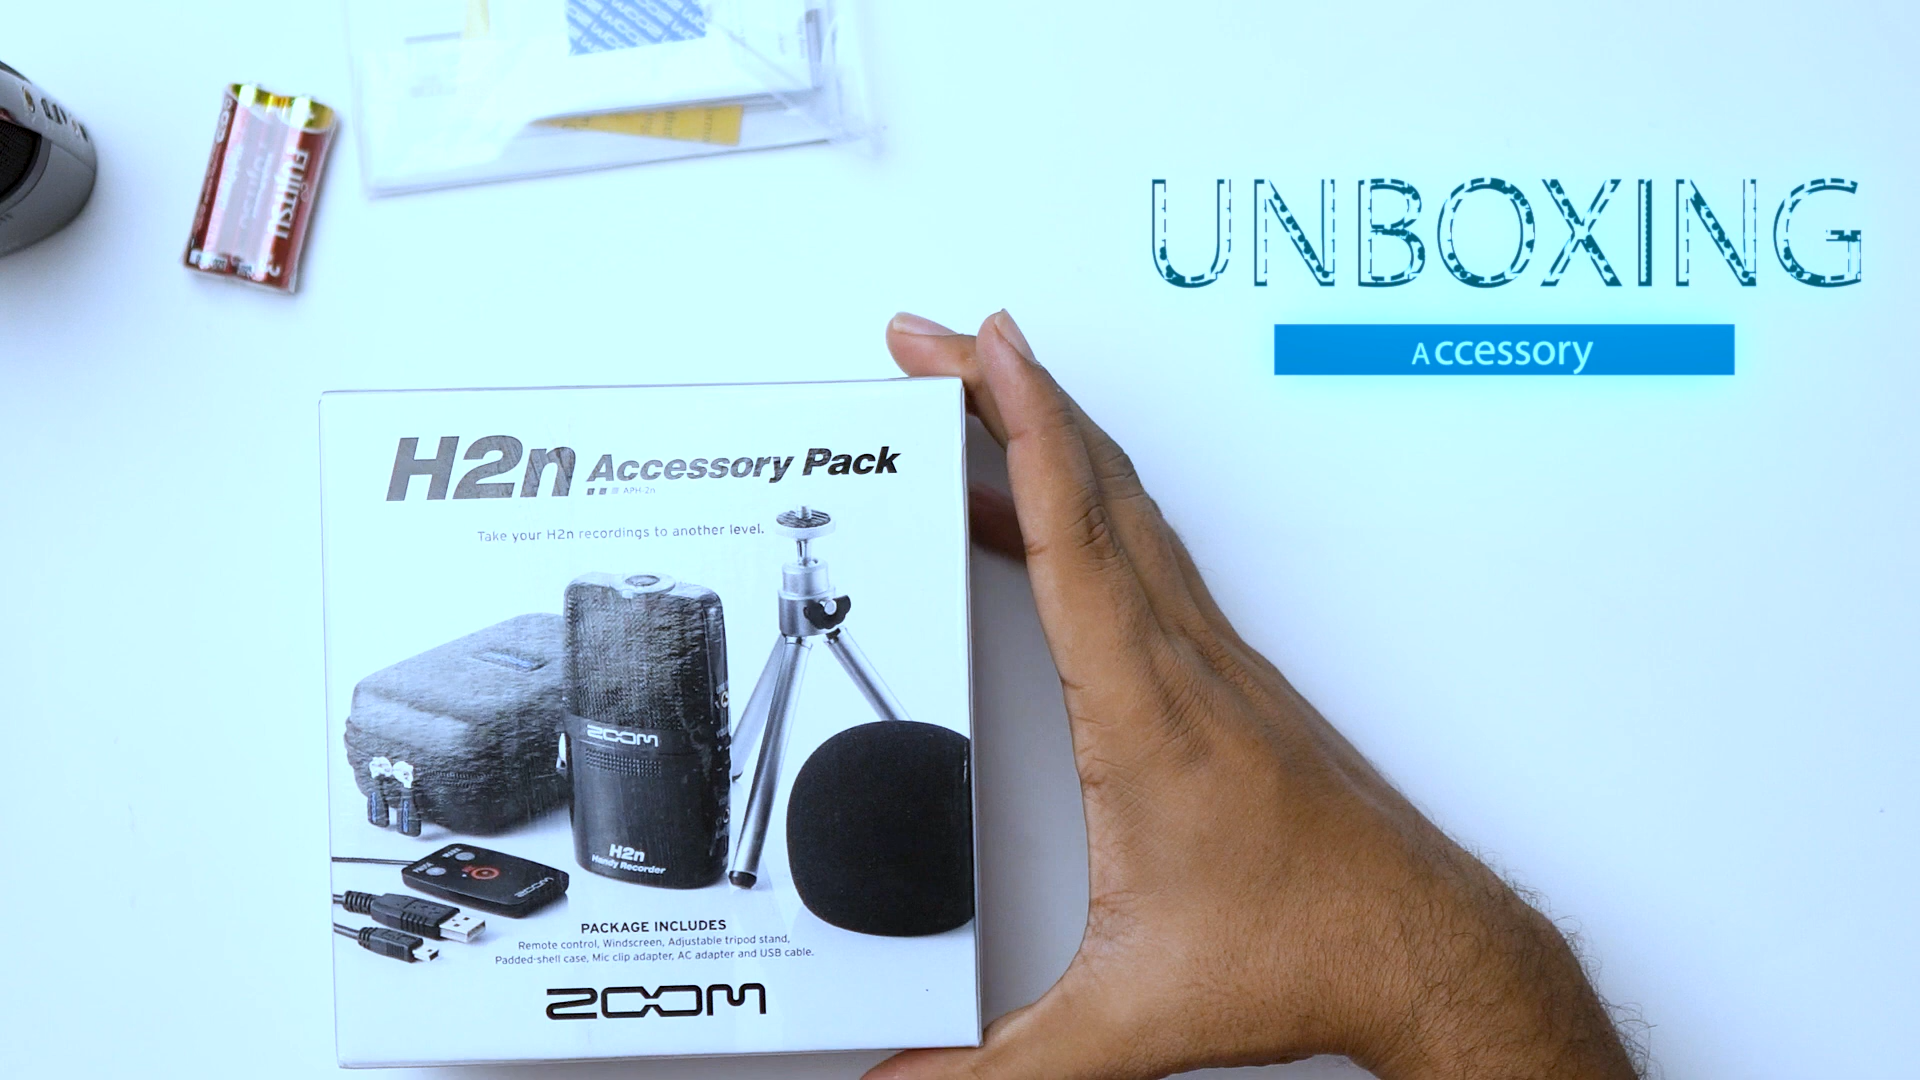 FUJITSU
UNBOXING
Accessory
H2n Accessory Pack
APH-2n
Take your H2n recordings to another level.
ZOOM
H2n
Handy Recorder
ZOOM
PACKAGE INCLUDES
Remote control, Windscreen, Adjustable tripod stand,
Padded-shell case, Mic clip adapter, AC adapter and USB cable.
ZOOM